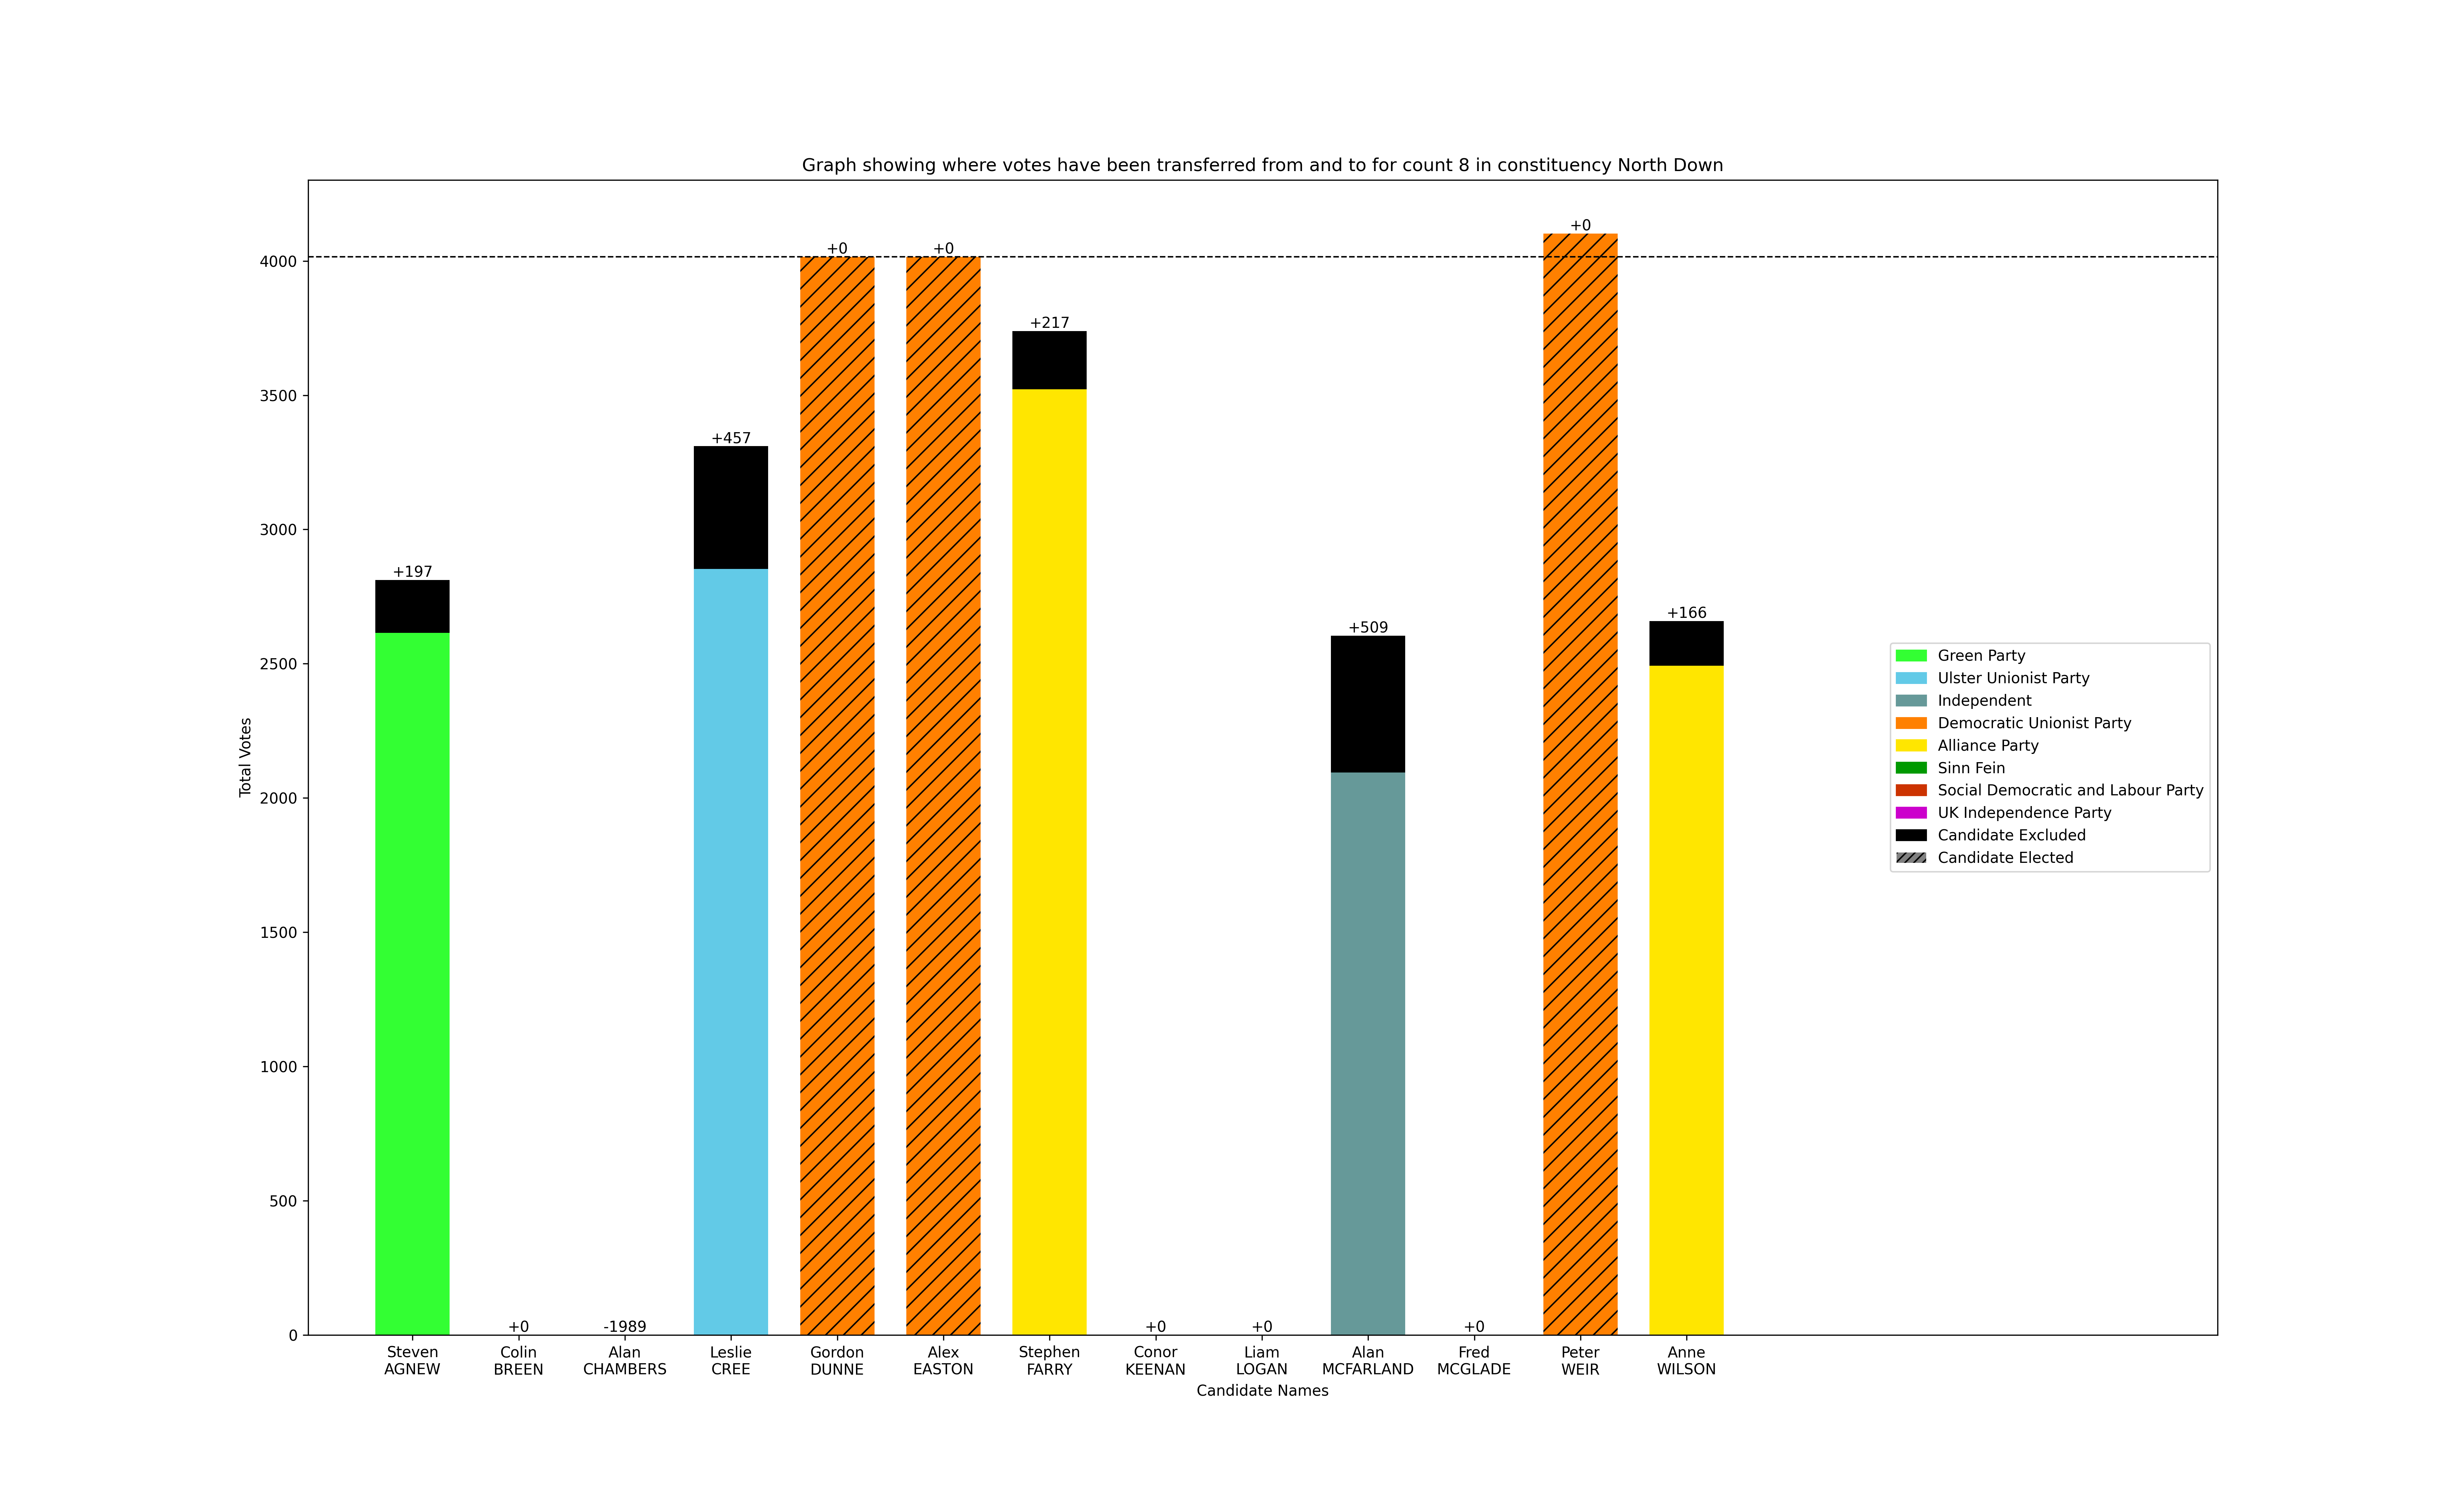 Graph showing where votes have been transferred from and to for count 8 in constituency North Down
Total Votes
4000
3500
3000
2500
2000
1500
1000
500
0
+197
+0
-1989
+457
+0
+0
+217
+0
+0
+509
+0
+0
+166
Steven
AGNEW
Colin
BREEN
Alan
CHAMBERS
Leslie
CREE
Gordon
DUNNE
Alex
EASTON
Stephen
FARRY
Conor
KEENAN
Liam
LOGAN
Alan
MCFARLAND
Fred
MCGLADE
Peter
WEIR
Anne
WILSON
Candidate Names
Green Party
Ulster Unionist Party
Independent
Democratic Unionist Party
Alliance Party
Sinn Fein
Social Democratic and Labour Party
UK Independence Party
Candidate Excluded
Candidate Elected